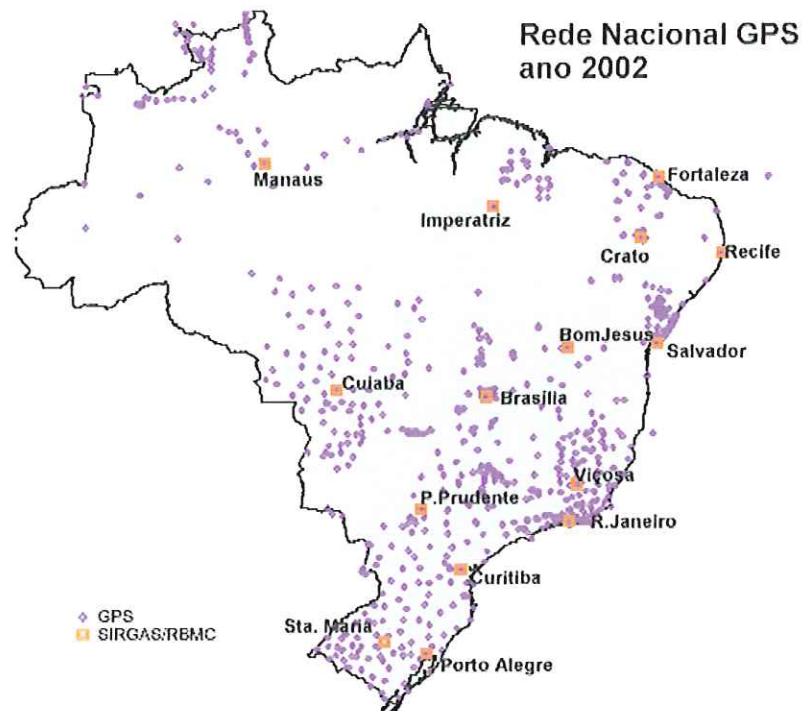 Rede Nacional GPS
ano 2002
Manaus
Fortaleza
Imperatriz
Crato
Recife
BomJesus
Salvador
Cuiaba
Brasília
Viçosa
P.Prudente
R.Janeiro
Curitiba
GPS
SIRGAS/RBMC
Sta. Maria
Porto Alegre